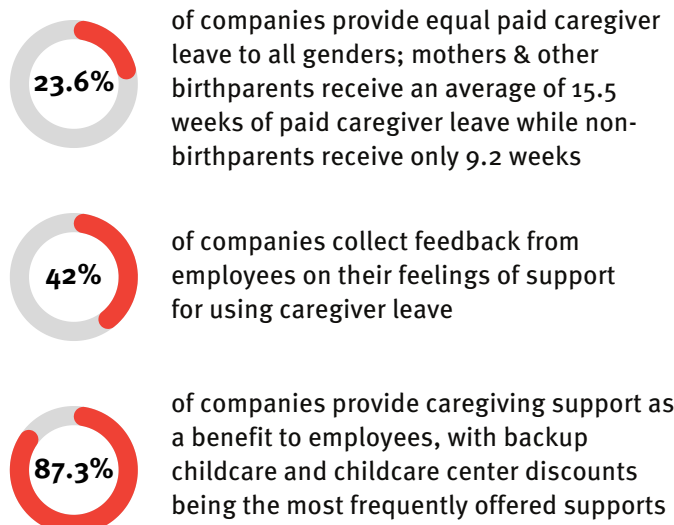 23.6%
of companies provide equal paid caregiver
leave to all genders; mothers & other
birthparents receive an average of 15.5
weeks of paid caregiver leave while non-
birthparents receive only 9.2 weeks
42%
of companies collect feedback from
employees on their feelings of support
for using caregiver leave
87.3%
of companies provide caregiving support as
a benefit to employees, with backup
childcare and childcare center discounts
being the most frequently offered supports